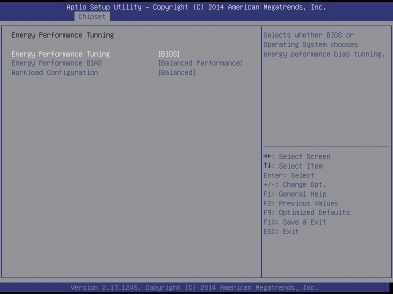 Aptio Setup Utility – Copyright (C) 2014 American Megatrends, Inc.
Chipset
Energy Performance Tunning
Energy Performance Tuning [BIOS]
Energy Performance BIAS [Balanced Performance]
Workload Configuration [Balanced]
Selects whether BIOS or
Operating System chooses
energy performance bias tunning.
→←: Select Screen
↑↓: Select Item
Enter: Select
+/-: Change Opt.
F1: General Help
F2: Previous Values
F9: Optimized Defaults
F10: Save & Exit
ESC: Exit
Version 2.17.1245. Copyright (C) 2014 American Megatrends, Inc.